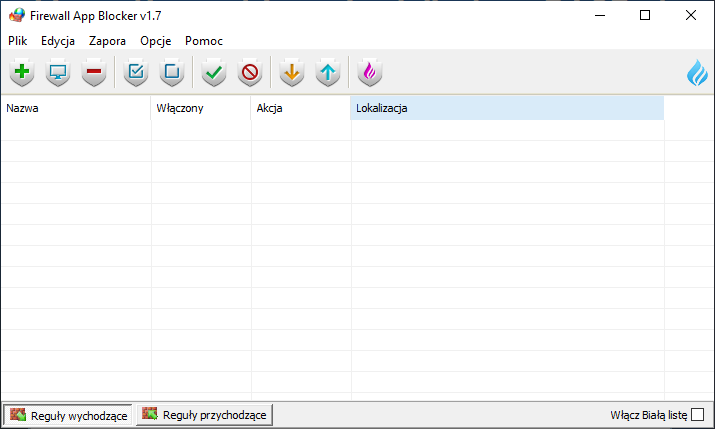 Firewall App Blocker v1.7
Plik Edycja Zapora Opcje Pomoc
Nazwa Włączony Akcja Lokalizacja
Reguły wychodzące Reguły przychodzące Włącz Białą listę